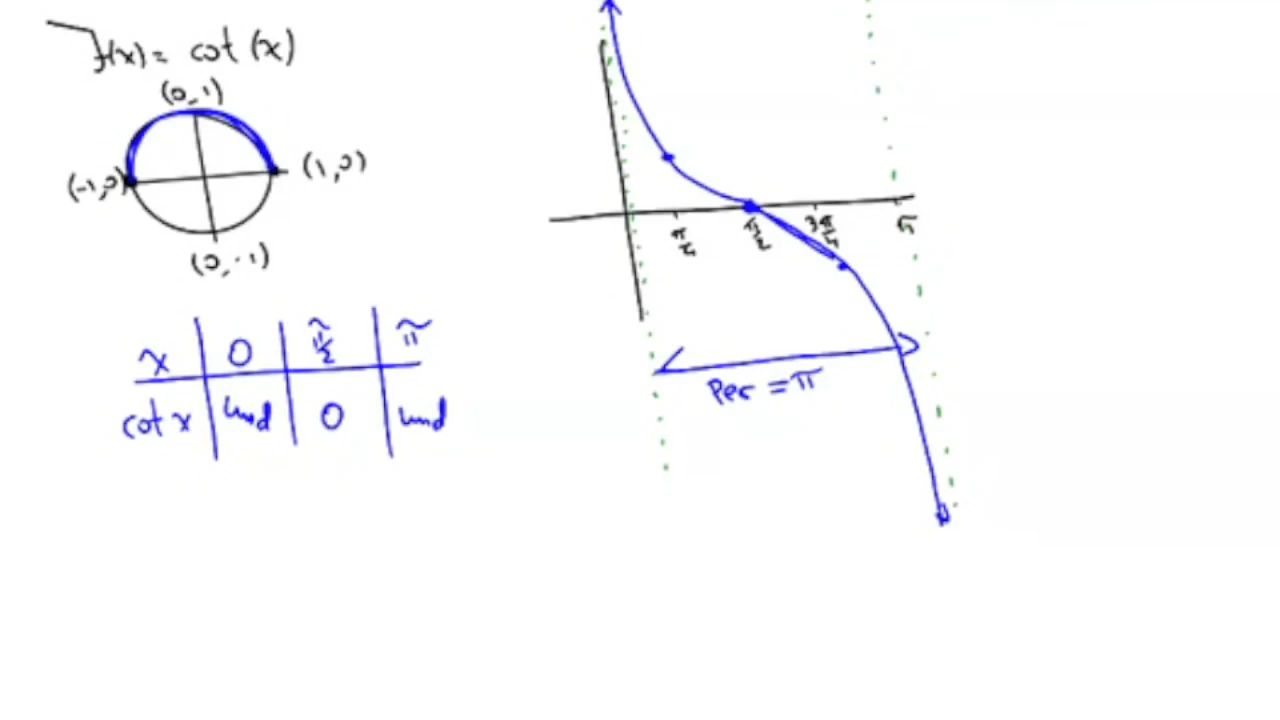 f(x) = cot (x)
(0, 1)
(-1, 0)
(1, 0)
(0, -1)
x 0 π/2 π
cot x und 0 und
π/4 π/2 3π/4 π
Per = π